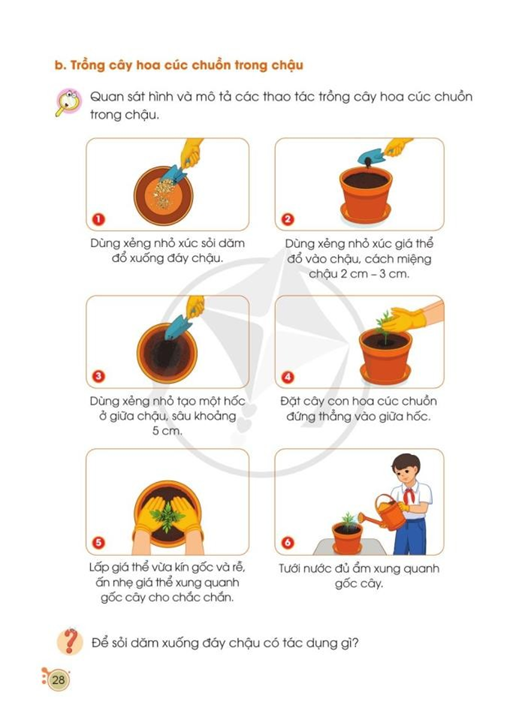 b. Trồng cây hoa cúc chuồn trong chậu
Quan sát hình và mô tả các thao tác trồng cây hoa cúc chuồn
trong chậu.
1
Dùng xẻng nhỏ xúc sỏi dăm
đổ xuống đáy chậu.
2
Dùng xẻng nhỏ xúc giá thể
đổ vào chậu, cách miệng
chậu 2 cm – 3 cm.
3
Dùng xẻng nhỏ tạo một hốc
ở giữa chậu, sâu khoảng
5 cm.
4
Đặt cây con hoa cúc chuồn
đứng thẳng vào giữa hốc.
5
Lấp giá thể vừa kín gốc và rễ,
ấn nhẹ giá thể xung quanh
gốc cây cho chắc chắn.
6
Tưới nước đủ ẩm xung quanh
gốc cây.
?
Để sỏi dăm xuống đáy chậu có tác dụng gì?
28